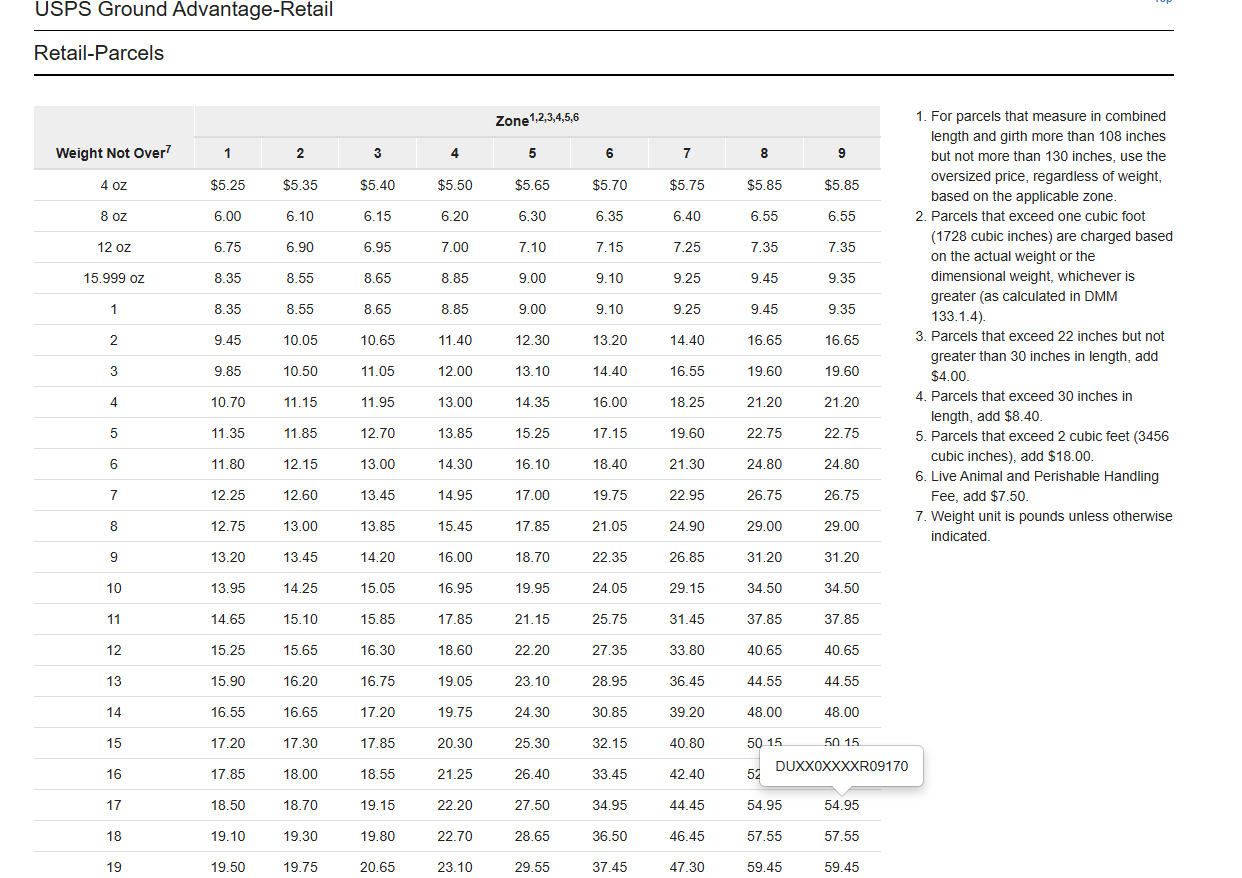 USPS Ground Advantage-Retail
Retail-Parcels
Zone1,2,3,4,5,6
Weight Not Over7 1 2 3 4 5 6 7 8 9
4 oz $5.25 $5.35 $5.40 $5.50 $5.65 $5.70 $5.75 $5.85 $5.85
8 oz 6.00 6.10 6.15 6.20 6.30 6.35 6.40 6.55 6.55
12 oz 6.75 6.90 6.95 7.00 7.10 7.15 7.25 7.35 7.35
15.999 oz 8.35 8.55 8.65 8.85 9.00 9.10 9.25 9.45 9.35
1 8.35 8.55 8.65 8.85 9.00 9.10 9.25 9.45 9.35
2 9.45 10.05 10.65 11.40 12.30 13.20 14.40 16.65 16.65
3 9.85 10.50 11.05 12.00 13.10 14.40 16.55 19.60 19.60
4 10.70 11.15 11.95 13.00 14.35 16.00 18.25 21.20 21.20
5 11.35 11.85 12.70 13.85 15.25 17.15 19.60 22.75 22.75
6 11.80 12.15 13.00 14.30 16.10 18.40 21.30 24.80 24.80
7 12.25 12.60 13.45 14.95 17.00 19.75 22.95 26.75 26.75
8 12.75 13.00 13.85 15.45 17.85 21.05 24.90 29.00 29.00
9 13.20 13.45 14.20 16.00 18.70 22.35 26.85 31.20 31.20
10 13.95 14.25 15.05 16.95 19.95 24.05 29.15 34.50 34.50
11 14.65 15.10 15.85 17.85 21.15 25.75 31.45 37.85 37.85
12 15.25 15.65 16.30 18.60 22.20 27.35 33.80 40.65 40.65
13 15.90 16.20 16.75 19.05 23.10 28.95 36.45 44.55 44.55
14 16.55 16.65 17.20 19.75 24.30 30.85 39.20 48.00 48.00
15 17.20 17.30 17.85 20.30 25.30 32.15 40.80 50.15 50.15
16 17.85 18.00 18.55 21.25 26.40 33.45 42.40
DUXX0XXXXR09170
17 18.50 18.70 19.15 22.20 27.50 34.95 44.45 54.95 54.95
18 19.10 19.30 19.80 22.70 28.65 36.50 46.45 57.55 57.55
19 19.50 19.75 20.65 23.10 29.55 37.45 47.30 59.45 59.45
1. For parcels that measure in combined
length and girth more than 108 inches
but not more than 130 inches, use the
oversized price, regardless of weight,
based on the applicable zone.
2. Parcels that exceed one cubic foot
(1728 cubic inches) are charged based
on the actual weight or the
dimensional weight, whichever is
greater (as calculated in DMM
133.1.4).
3. Parcels that exceed 22 inches but not
greater than 30 inches in length, add
$4.00.
4. Parcels that exceed 30 inches in
length, add $8.40.
5. Parcels that exceed 2 cubic feet (3456
cubic inches), add $18.00.
6. Live Animal and Perishable Handling
Fee, add $7.50.
7. Weight unit is pounds unless otherwise
indicated.